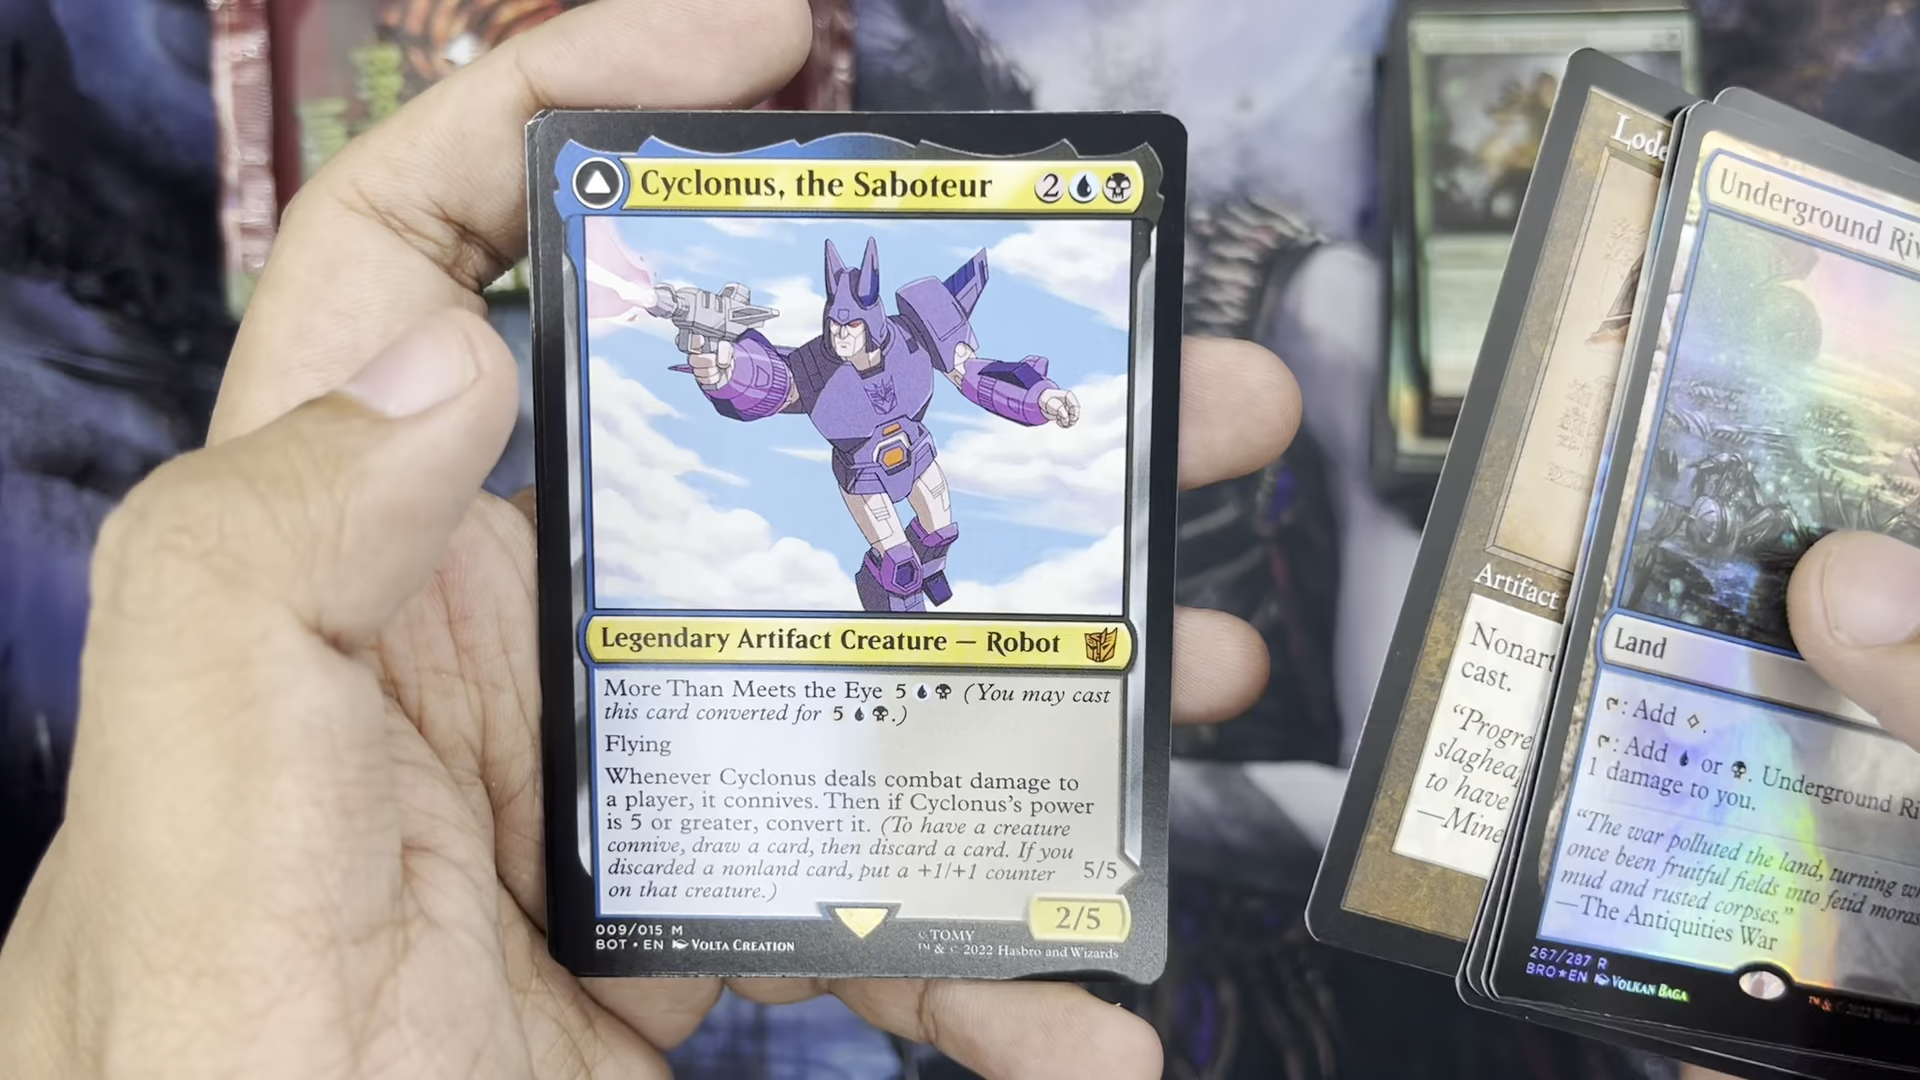 Cyclonus, the Saboteur 2
Legendary Artifact Creature — Robot
More Than Meets the Eye 5 (You may cast
this card converted for 5 .)
Flying
Whenever Cyclonus deals combat damage to
a player, it connives. Then if Cyclonus's power
is 5 or greater, convert it. (To have a creature
connive, draw a card, then discard a card. If you
discarded a nonland card, put a +1/+1 counter
on that creature.)
5/5
2/5
009/015 M
BOT • EN VOLTA CREATION
© TOMY
™ & © 2022 Hasbro and Wizards
Lode
Artifact
Nonart
cast.
"Progre
slaghea
to have
—Mine
Underground Riv
Land
: Add .
: Add or . Underground Ri
1 damage to you.
"The war polluted the land, turning w
once been fruitful fields into fetid moras
mud and rusted corpses."
—The Antiquities War
267/287 R
BRO★EN VOLKAN BAGA